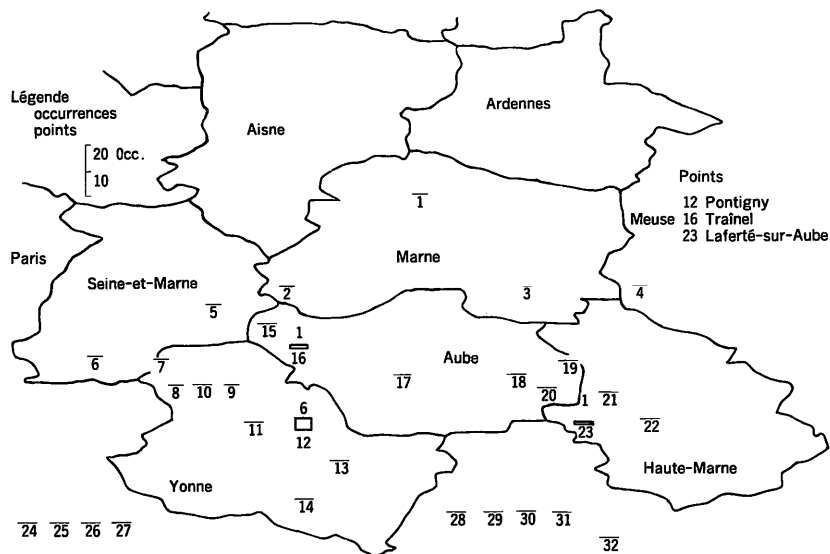 Légende
occurrences
points
20 Occ.
10
Aisne
Ardennes
Points
12 Pontigny
Meuse 16 Traînel
23 Laferté-sur-Aube
1
Marne
Paris
Seine-et-Marne
2
3
4
5
15
1
16
6
7
Aube
19
17
18
20
8
10
9
1
21
6
11
12
23
22
13
Haute-Marne
Yonne
14
24
25
26
27
28
29
30
31
32